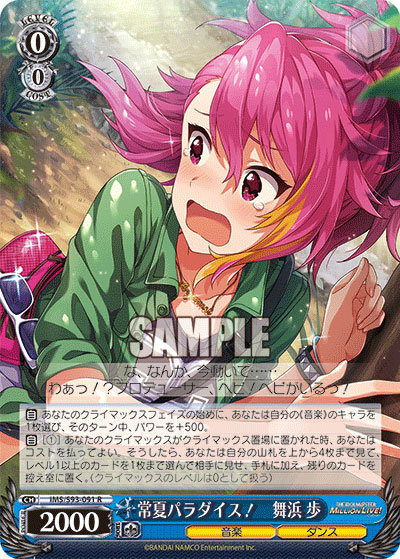 LEVEL
0
0
COST
SAMPLE
な、なんか、今動いて……
わぁっ！？プロデューサー、ヘビ！ヘビがいるっ！
自 あなたのクライマックスフェイズの始めに、あなたは自分の《音楽》のキャラを
1枚選び、そのターン中、パワーを＋500。
自 ［①］ あなたのクライマックスがクライマックス置場に置かれた時、あなたは
コストを払ってよい。そうしたら、あなたは自分の山札を上から4枚まで見て、
レベル1以上のカードを1枚まで選んで相手に見せ、手札に加え、残りのカードを
控え室に置く。（クライマックスのレベルは0として扱う）
CH IMS/S93-091 R
2000
常夏パラダイス！ 舞浜 歩
THE IDOLM@STER
MILLION LIVE!
音楽 ダンス
©BANDAI NAMCO Entertainment Inc.